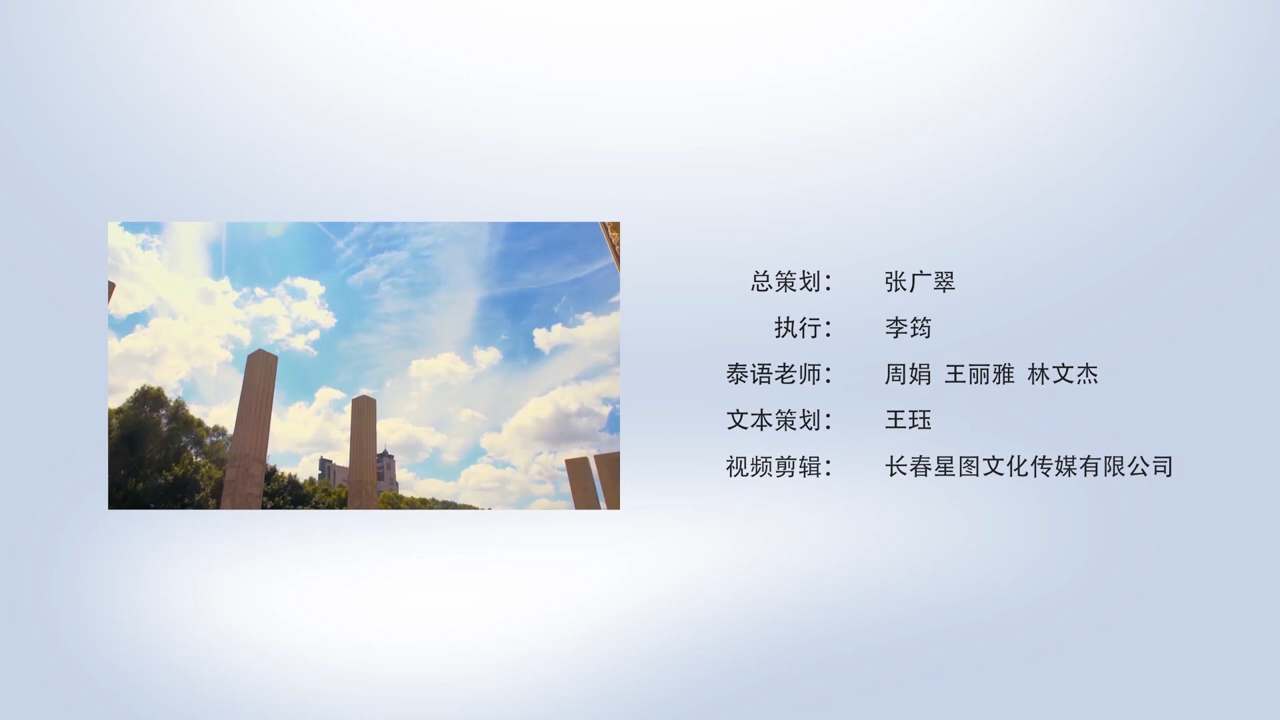 总策划： 张广翠
执行： 李筠
泰语老师： 周娟 王丽雅 林文杰
文本策划： 王珏
视频剪辑： 长春星图文化传媒有限公司